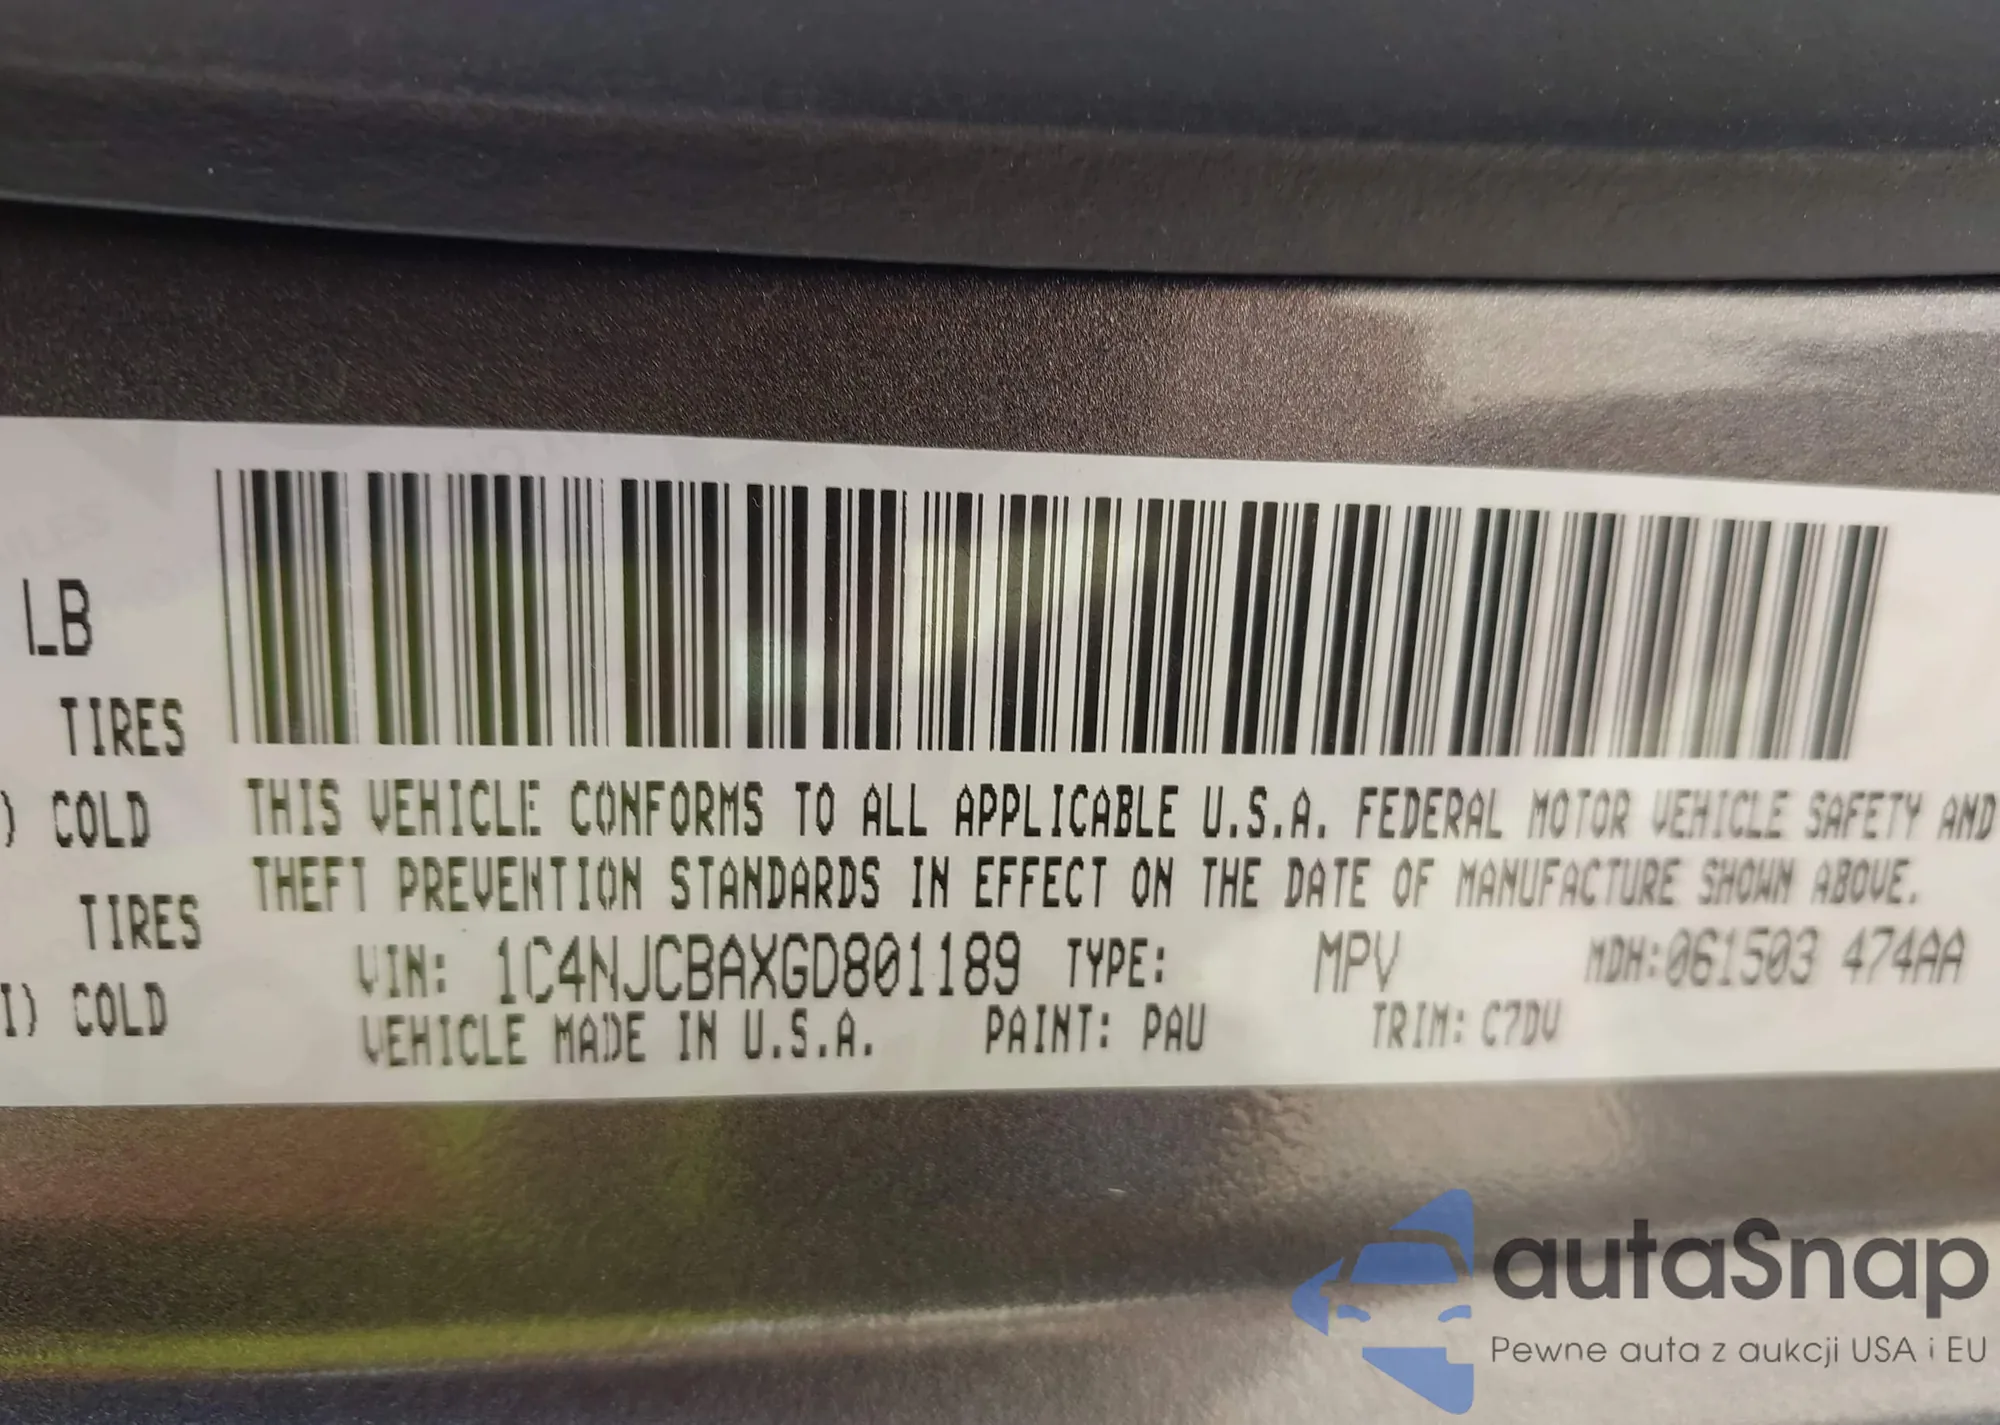 LB
TIRES
) COLD
THIS VEHICLE CONFORMS TO ALL APPLICABLE U.S.A. FEDERAL MOTOR VEHICLE SAFETY AND
THEFT PREVENTION STANDARDS IN EFFECT ON THE DATE OF MANUFACTURE SHOWN ABOVE.
TIRES
VIN: 1C4NJCBAXGD801189 TYPE: MPV MDH:061503 474AA
I) COLD
VEHICLE MADE IN U.S.A. PAINT: PAU TRIM: C7DV
autaSnap
Pewne auta z aukcji USA i EU